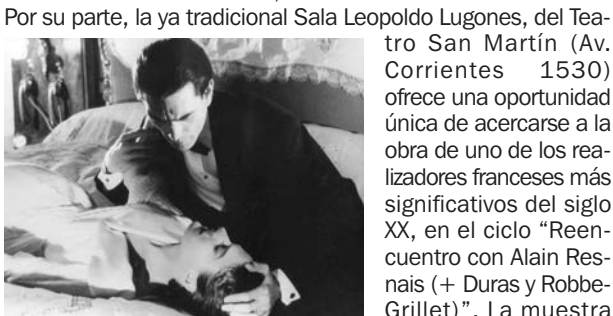 Por su parte, la ya tradicional Sala Leopoldo Lugones, del Tea-
tro San Martín (Av.
Corrientes 1530)
ofrece una oportunidad
única de acercarse a la
obra de uno de los rea-
lizadores franceses más
significativos del siglo
XX, en el ciclo “Reen-
cuentro con Alain Res-
nais (+ Duras y Robbe-
Grillet)”. La muestra